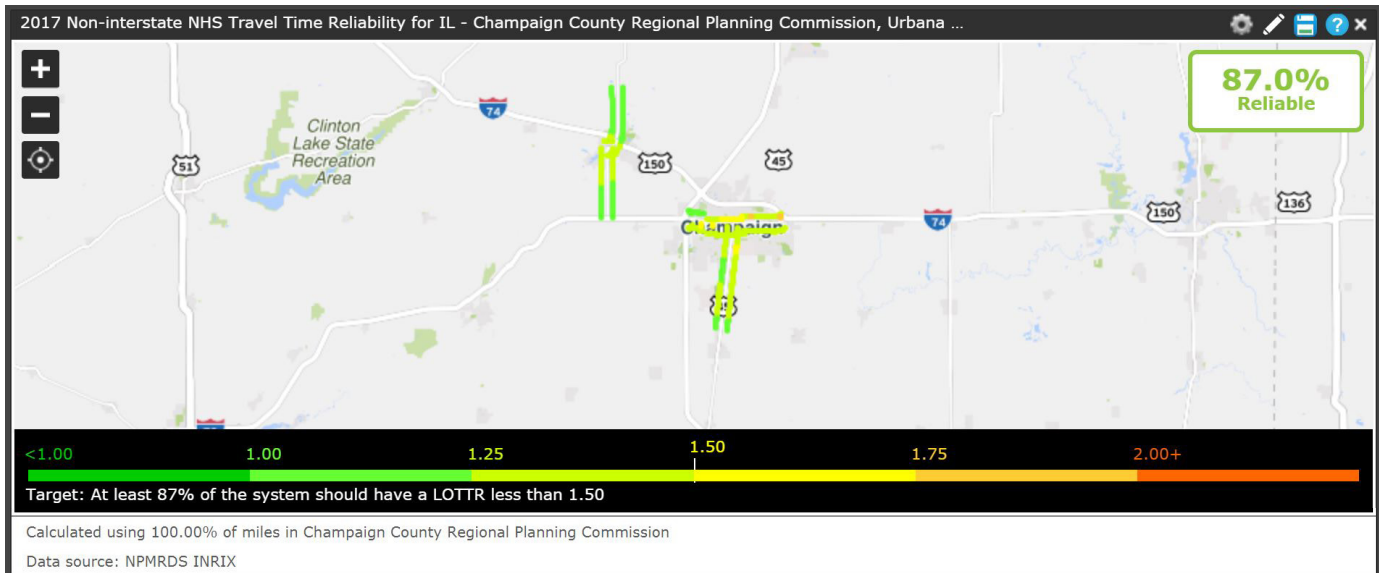 2017 Non-interstate NHS Travel Time Reliability for IL - Champaign County Regional Planning Commission, Urbana ...
87.0%
Reliable
74
Clinton
Lake State
Recreation
Area
51
150
45
Champaign
74
150
136
<1.00 1.00 1.25 1.50 1.75 2.00+
Target: At least 87% of the system should have a LOTTR less than 1.50
Calculated using 100.00% of miles in Champaign County Regional Planning Commission
Data source: NPMRDS INRIX